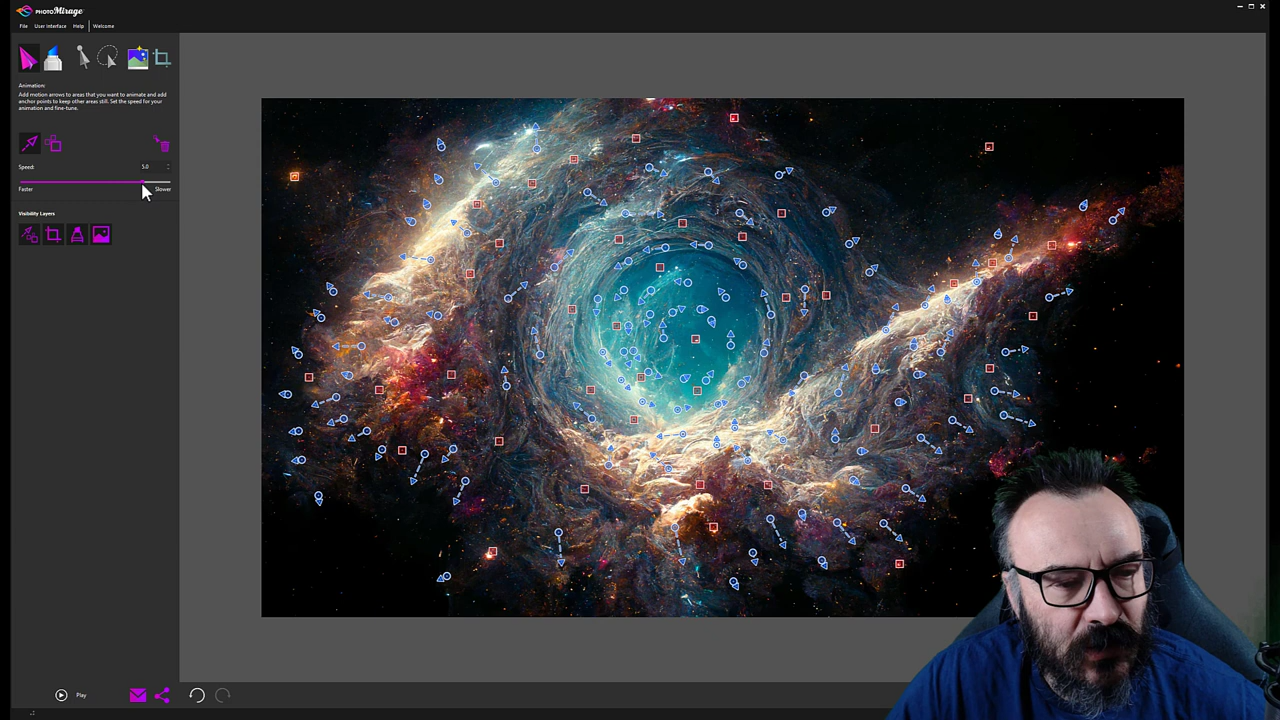 PHOTOMIRAGE
File User Interface Help Welcome
Animation:
Add motion arrows to areas that you want to animate and add
anchor points to keep other areas still. Set the speed for your
animation and fine-tune.
Speed: 5.0
Faster Slower
Visibility Layers
Play